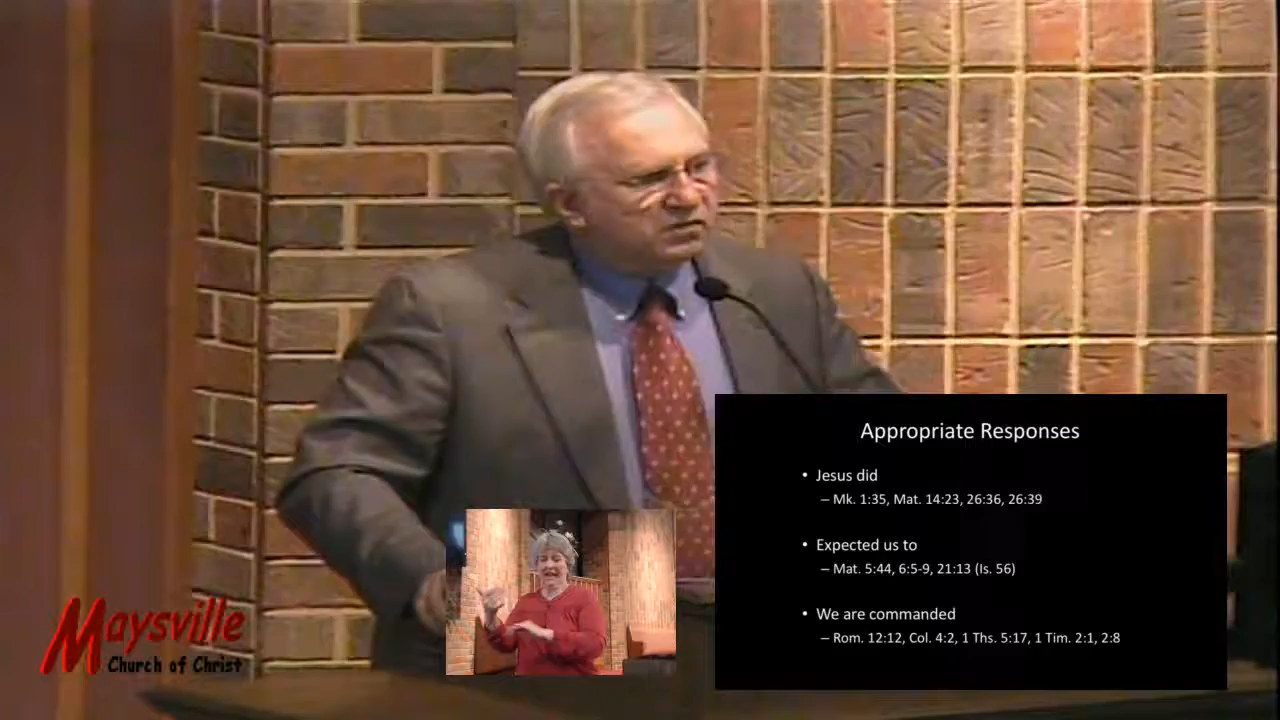 Appropriate Responses
• Jesus did
– Mk. 1:35, Mat. 14:23, 26:36, 26:39
• Expected us to
– Mat. 5:44, 6:5-9, 21:13 (Is. 56)
• We are commanded
– Rom. 12:12, Col. 4:2, 1 Ths. 5:17, 1 Tim. 2:1, 2:8
Maysville
Church of Christ